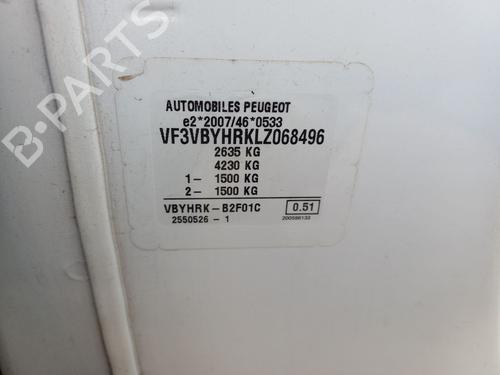 AUTOMOBILES PEUGEOT
e2*2007/46*0533
VF3VBYHRKLZ068496
2635 KG
4230 KG
1- 1500 KG
2- 1500 KG
VBYHRK-B2F01C 0.51
2550526 - 1 200586133
B-PARTS